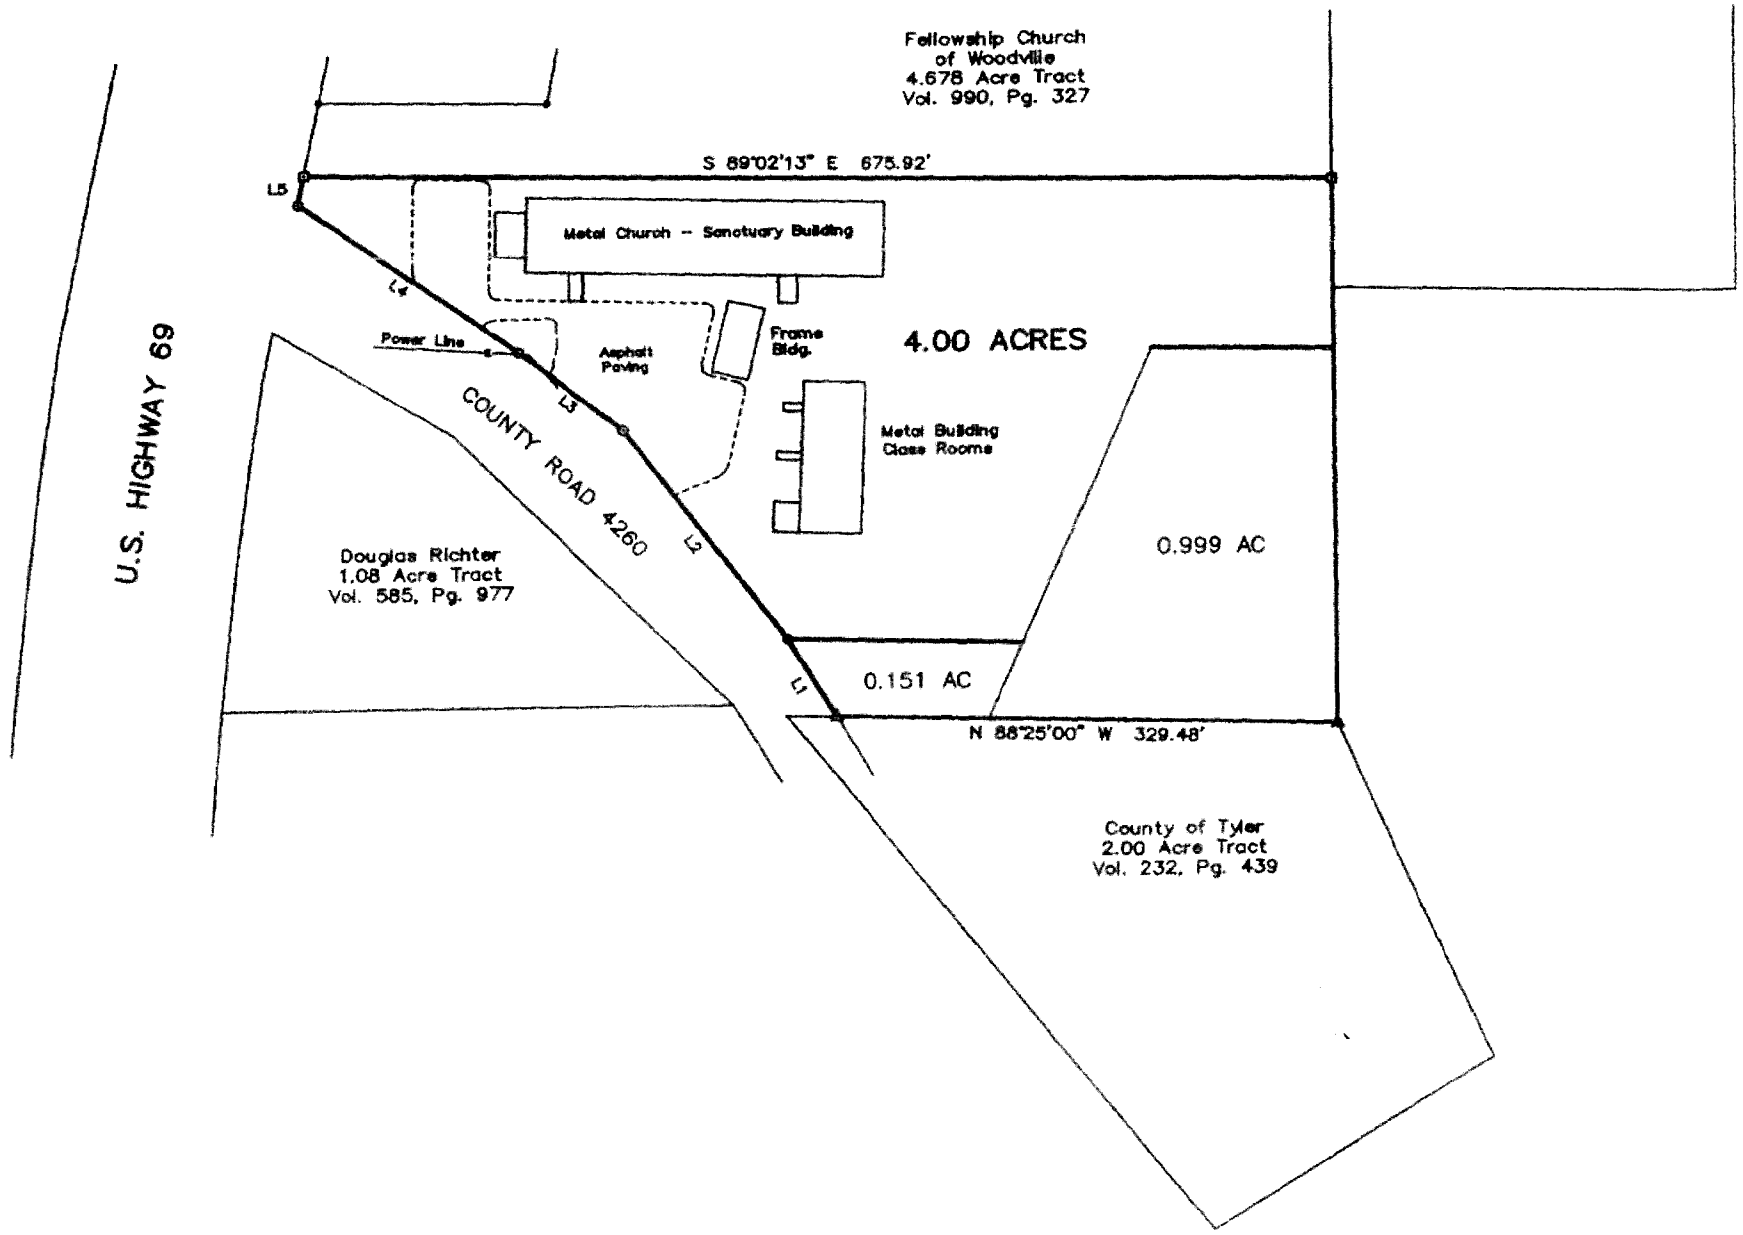 Fellowship Church
of Woodville
4.678 Acre Tract
Vol. 990, Pg. 327
S 89°02'13" E 675.92'
L5
Metal Church -- Sanctuary Building
L4
Power Line
Asphalt
Paving
Frame
Bldg.
4.00 ACRES
U.S. HIGHWAY 69
L3
COUNTY ROAD 4260
Metal Building
Class Rooms
L2
0.999 AC
Douglas Richter
1.08 Acre Tract
Vol. 585, Pg. 977
L1
0.151 AC
N 88°25'00" W 329.48'
County of Tyler
2.00 Acre Tract
Vol. 232, Pg. 439